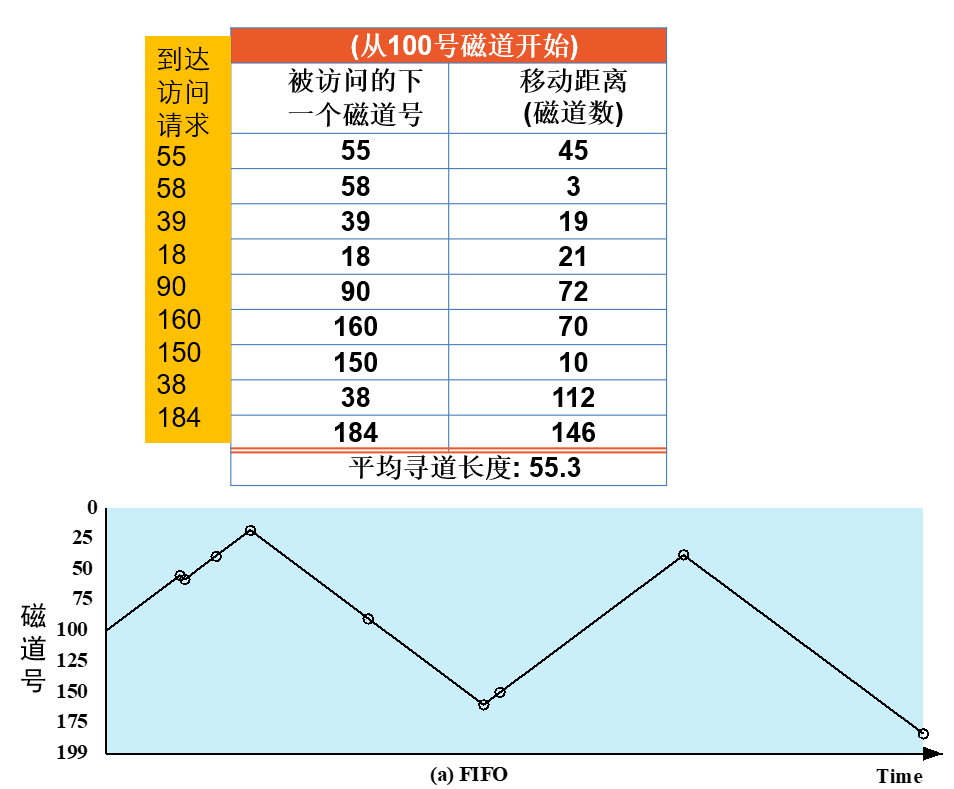 到达
访问
请求
55
58
39
18
90
160
150
38
184
(从100号磁道开始)
被访问的下
一个磁道号
移动距离
(磁道数)
55 45
58 3
39 19
18 21
90 72
160 70
150 10
38 112
184 146
平均寻道长度: 55.3
0
25
50
75
100
125
150
175
199
磁
道
号
(a) FIFO
Time